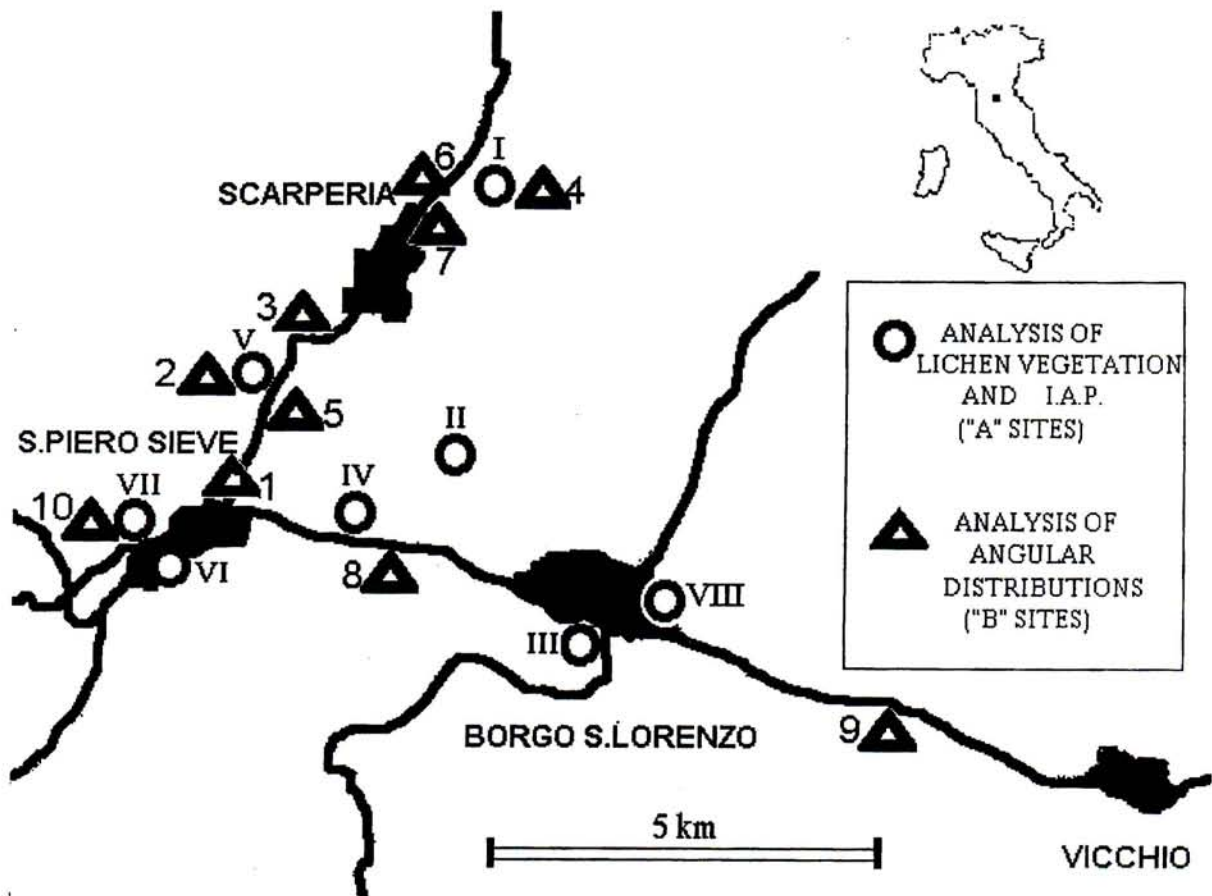 6
I
SCARPERIA
4
7
3
V
2
5
II
S.PIERO SIEVE
1
IV
VII
10
VI
8
VIII
III
BORGO S.LORENZO
9
5 km
VICCHIO
ANALYSIS OF
LICHEN VEGETATION
AND I.A.P.
("A" SITES)
ANALYSIS OF
ANGULAR
DISTRIBUTIONS
("B" SITES)